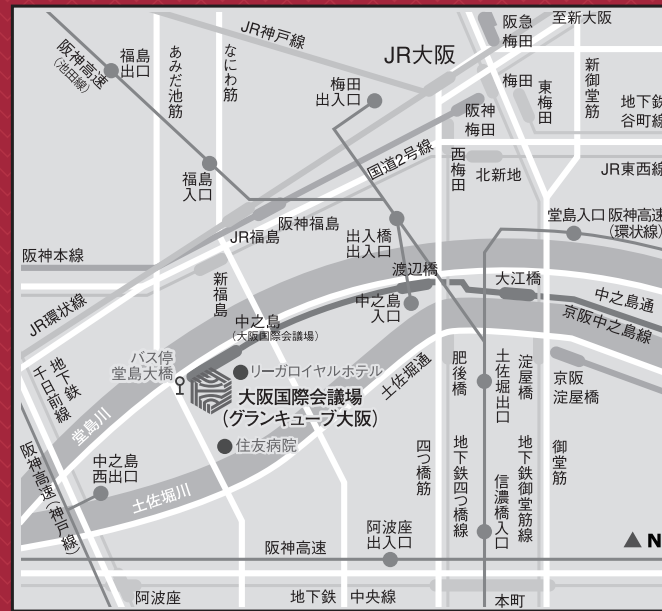 阪神高速
(池田線)
福島
出口
あみだ池筋
なにわ筋
JR神戸線
JR大阪
阪急
梅田
至新大阪
梅田
出入口
阪神
梅田
梅田
東梅田
新御堂筋
地下鉄
谷町線
国道2号線
西梅田
北新地
JR東西線
福島
入口
阪神福島
JR福島
出入橋
出入口
堂島入口
阪神高速
(環状線)
阪神本線
新福島
渡辺橋
大江橋
中之島
入口
中之島通
京阪中之島線
JR環状線
中之島
(大阪国際会議場)
バス停
堂島大橋
リーガロイヤルホテル
大阪国際会議場
(グランキューブ大阪)
土佐堀通
肥後橋
土佐堀出口
淀屋橋
京阪
淀屋橋
地下鉄
千日前線
堂島川
住友病院
四つ橋筋
地下鉄四つ橋線
信濃橋入口
地下鉄御堂筋線
御堂筋
阪神高速(神戸線)
中之島
西出口
土佐堀川
阿波座
出入口
阪神高速
▲N
阿波座
地下鉄
中央線
本町